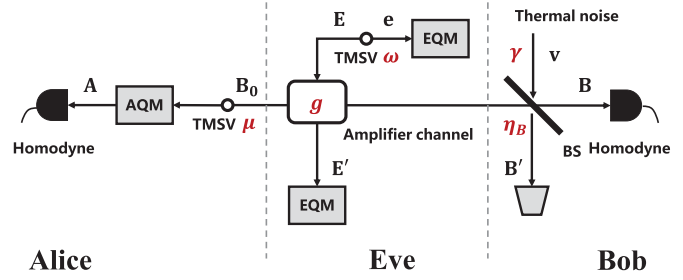 Thermal noise
E e
EQM
γ v
TMSV ω
A
B₀
B
AQM
g
TMSV μ
Amplifier channel
η_B
BS
Homodyne
Homodyne
E′
B′
EQM
Alice
Eve
Bob